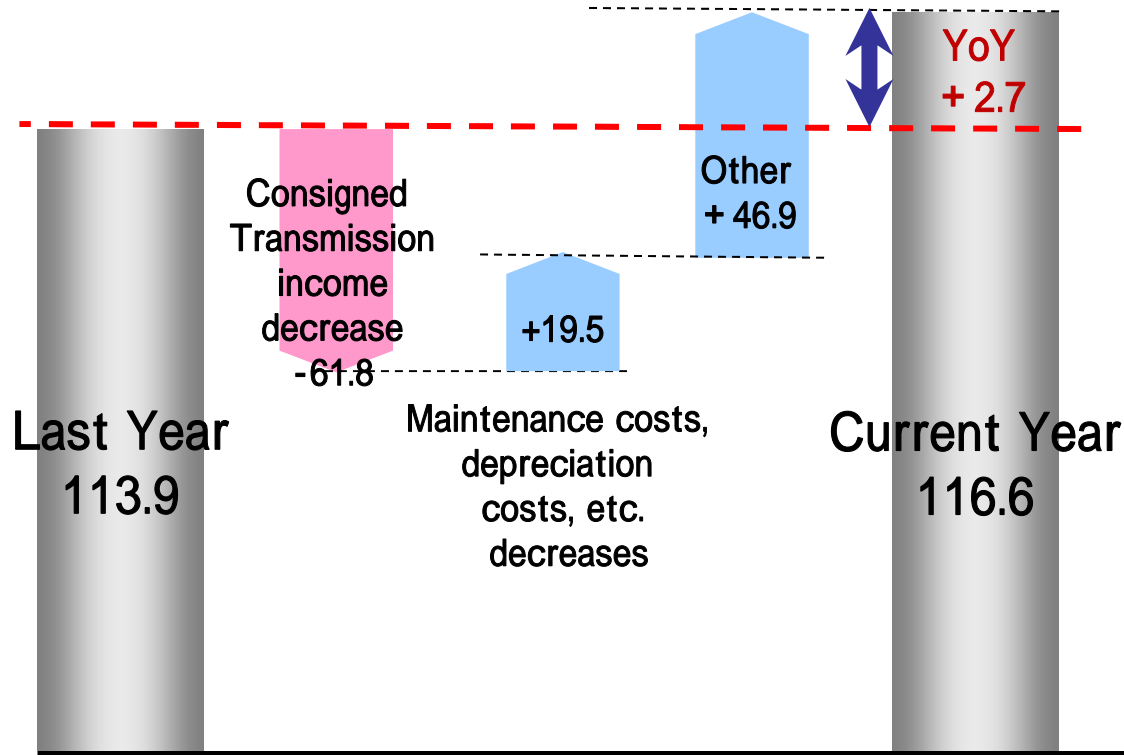 Last Year
113.9
Consigned
Transmission
income
decrease
-61.8
+19.5
Maintenance costs,
depreciation
costs, etc.
decreases
Other
+ 46.9
YoY
+ 2.7
Current Year
116.6